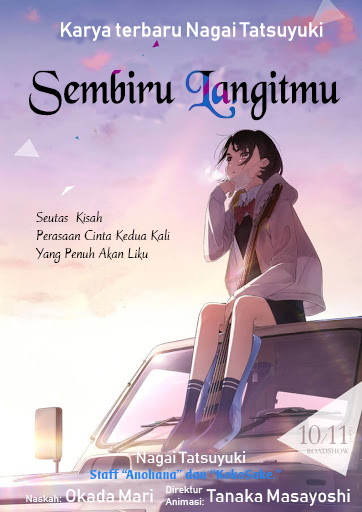 Karya terbaru Nagai Tatsuyuki
Sembiru Langitmu
Seutas Kisah
Perasaan Cinta Kedua Kali
Yang Penuh Akan Liku
10/11
ROADSHOW
Nagai Tatsuyuki
Staff "Anohana" dan "KokoSake"
Naskah: Okada Mari Direktur Animasi: Tanaka Masayoshi